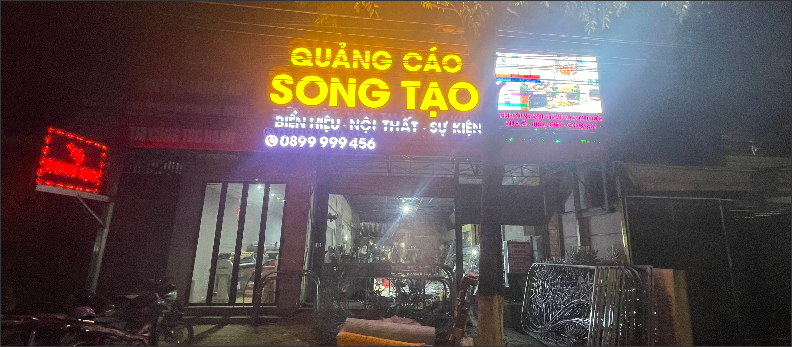 QUẢNG CÁO
SONG TẠO
BIỂN HIỆU - NỘI THẤT - SỰ KIỆN
0899 999 456